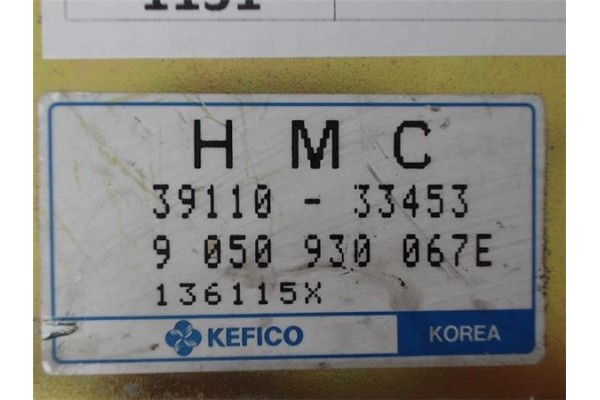 H M C
39110 - 33453
9 050 930 067E
136115X
KEFICO KOREA